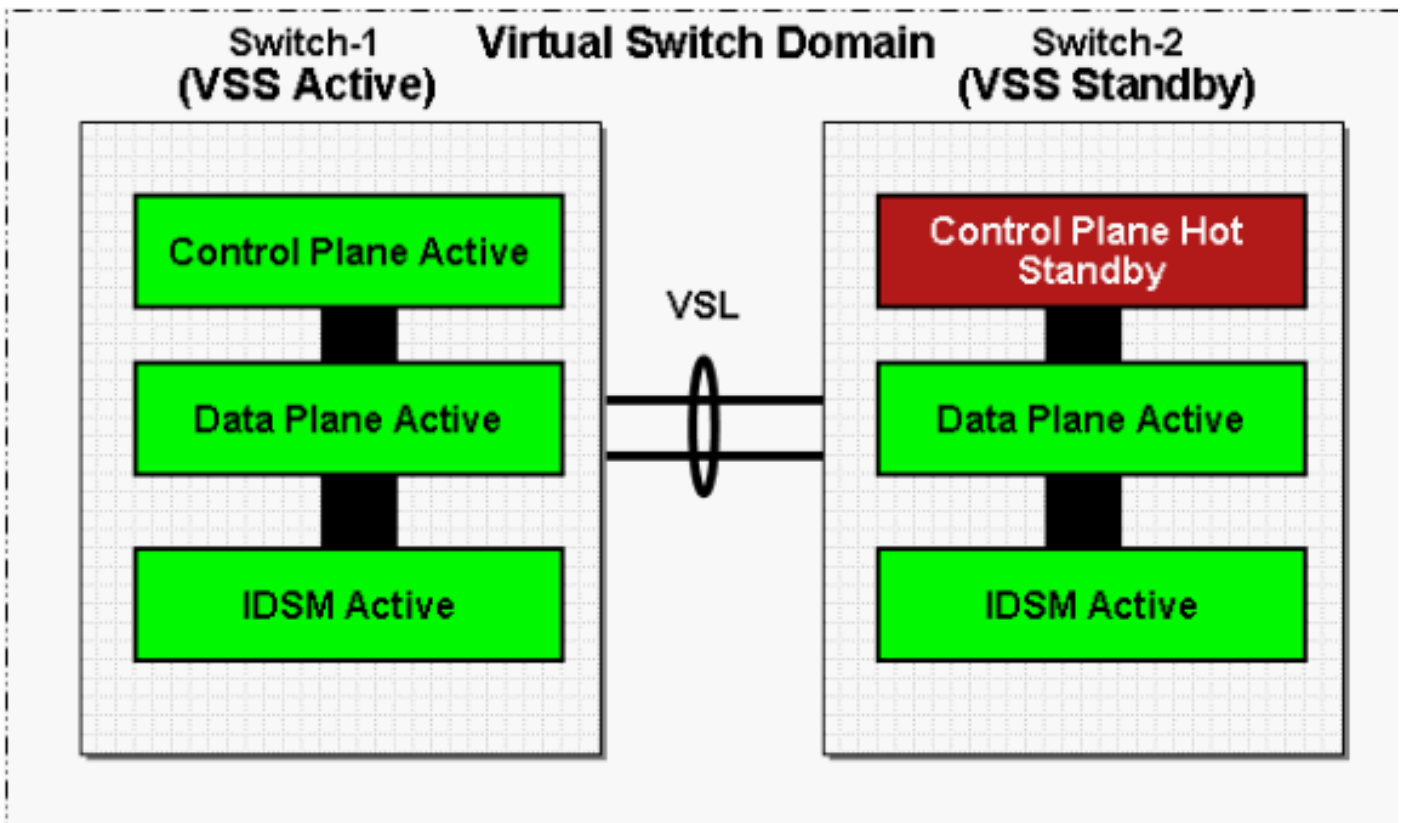 Virtual Switch Domain
Switch-1
(VSS Active)
Control Plane Active
Data Plane Active
IDSM Active
VSL
Switch-2
(VSS Standby)
Control Plane Hot
Standby
Data Plane Active
IDSM Active